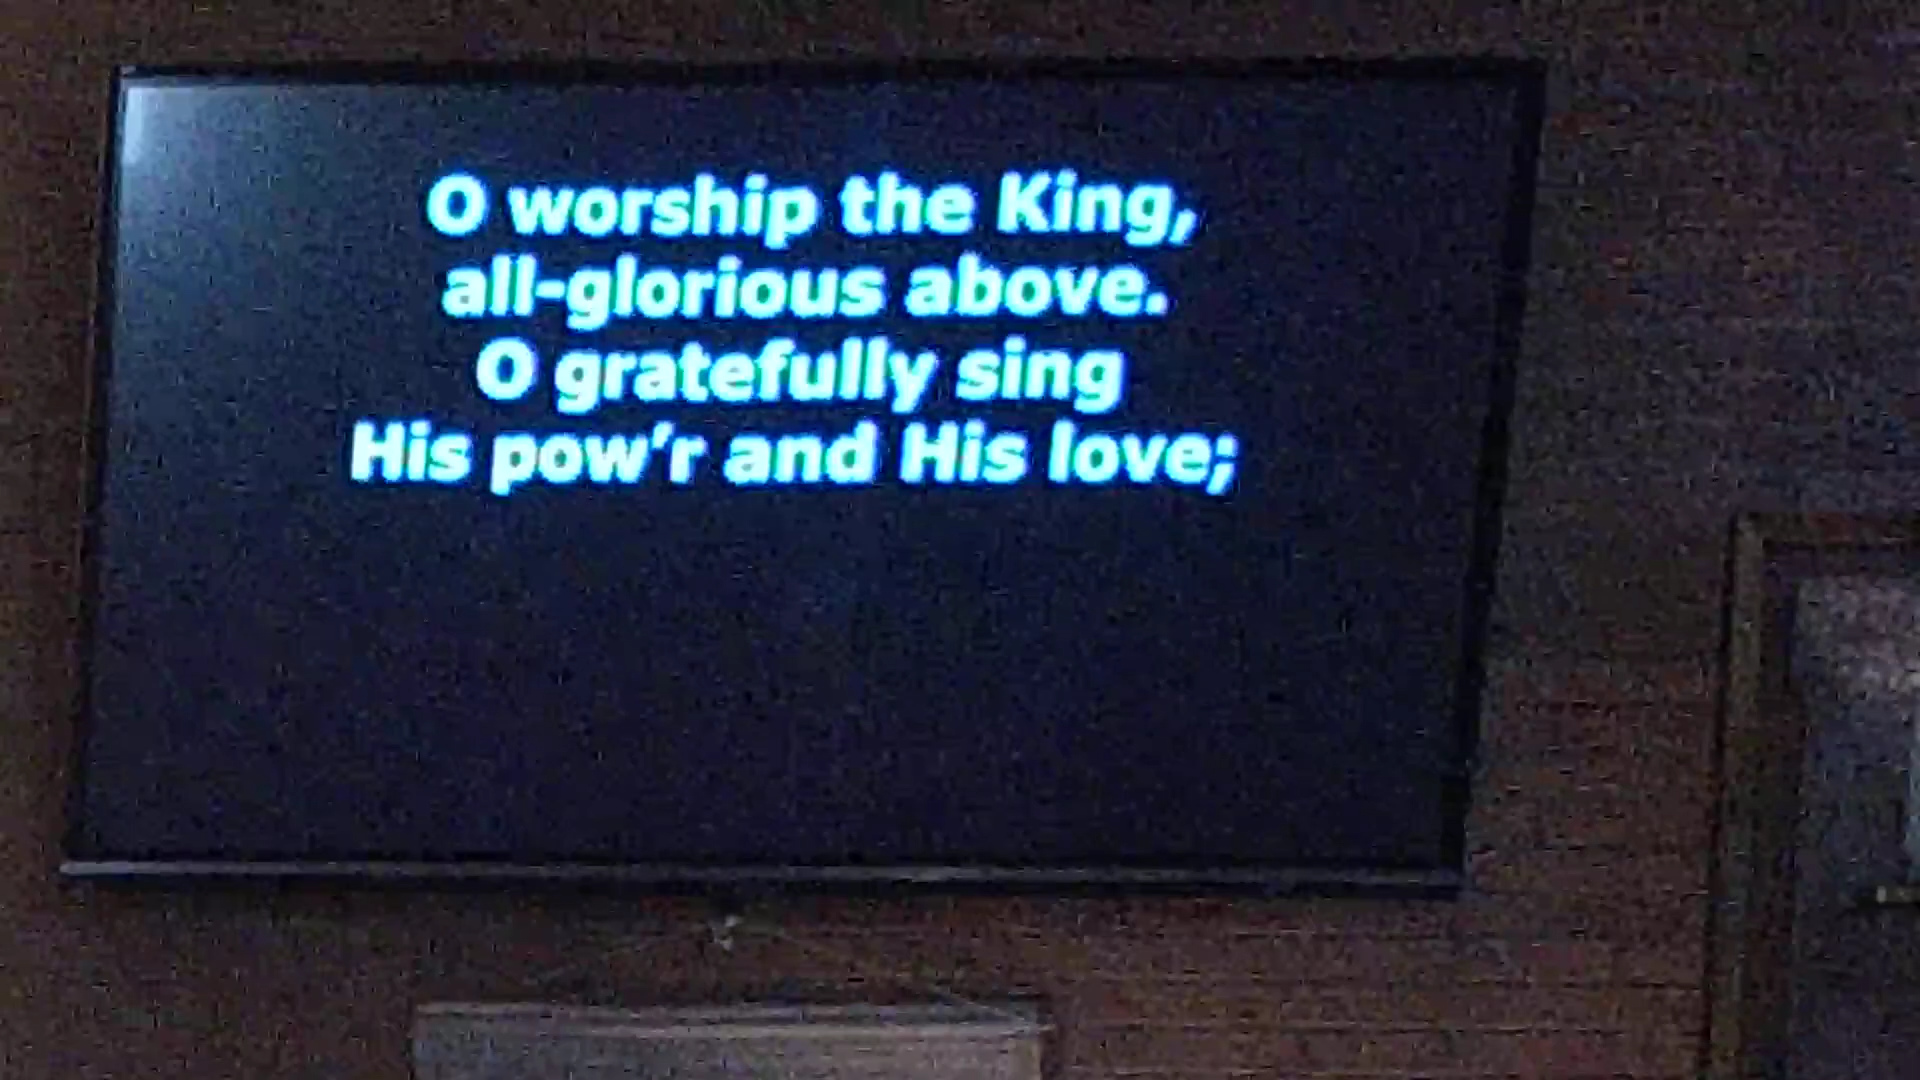 O worship the King,
all-glorious above.
O gratefully sing
His pow’r and His love;